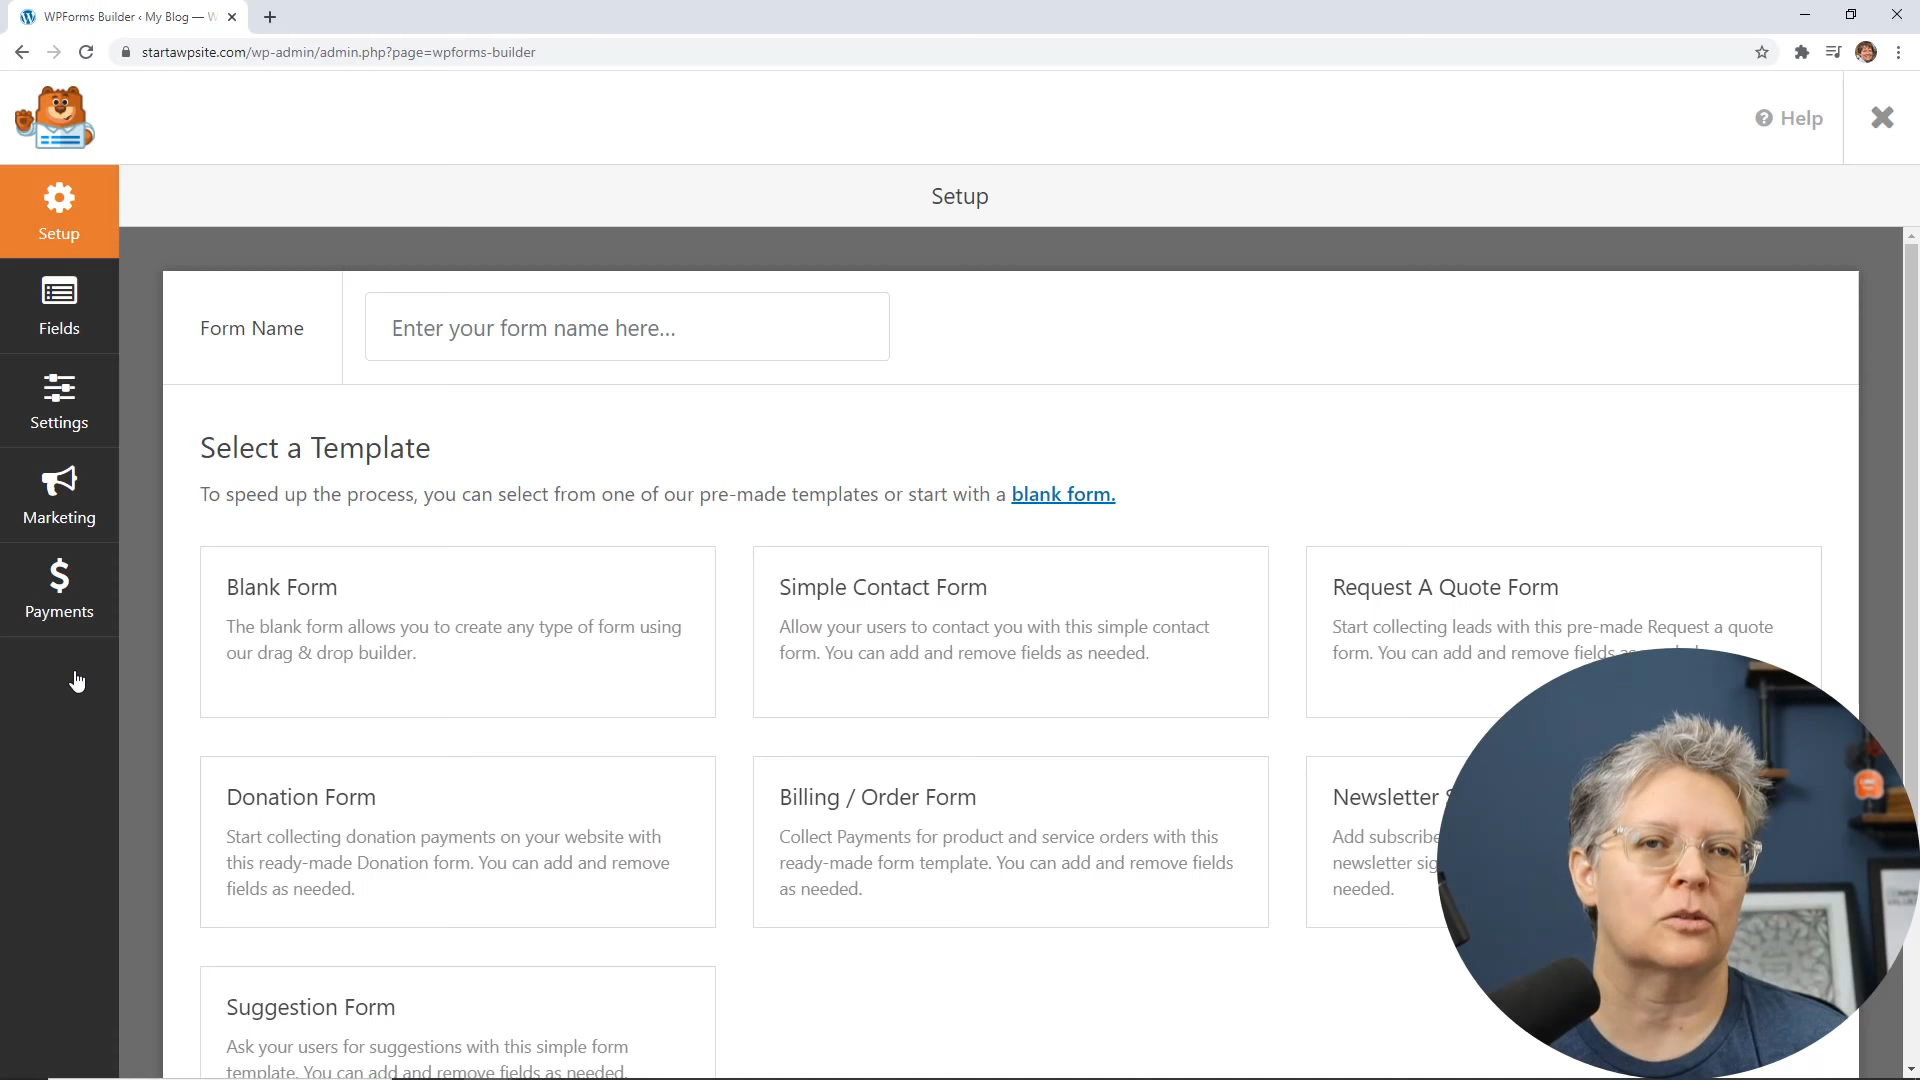 WPForms Builder ‹ My Blog — W
startawpsite.com/wp-admin/admin.php?page=wpforms-builder
Help
Setup
Setup
Fields
Settings
Marketing
Payments
Form Name
Enter your form name here...
Select a Template
To speed up the process, you can select from one of our pre-made templates or start with a blank form.
Blank Form
The blank form allows you to create any type of form using
our drag & drop builder.
Simple Contact Form
Allow your users to contact you with this simple contact
form. You can add and remove fields as needed.
Request A Quote Form
Start collecting leads with this pre-made Request a quote
form. You can add and remove fields
Donation Form
Start collecting donation payments on your website with
this ready-made Donation form. You can add and remove
fields as needed.
Billing / Order Form
Collect Payments for product and service orders with this
ready-made form template. You can add and remove fields
as needed.
Newsletter
Add subscribe
newsletter sig
needed.
Suggestion Form
Ask your users for suggestions with this simple form
template. You can add and remove fields as needed.